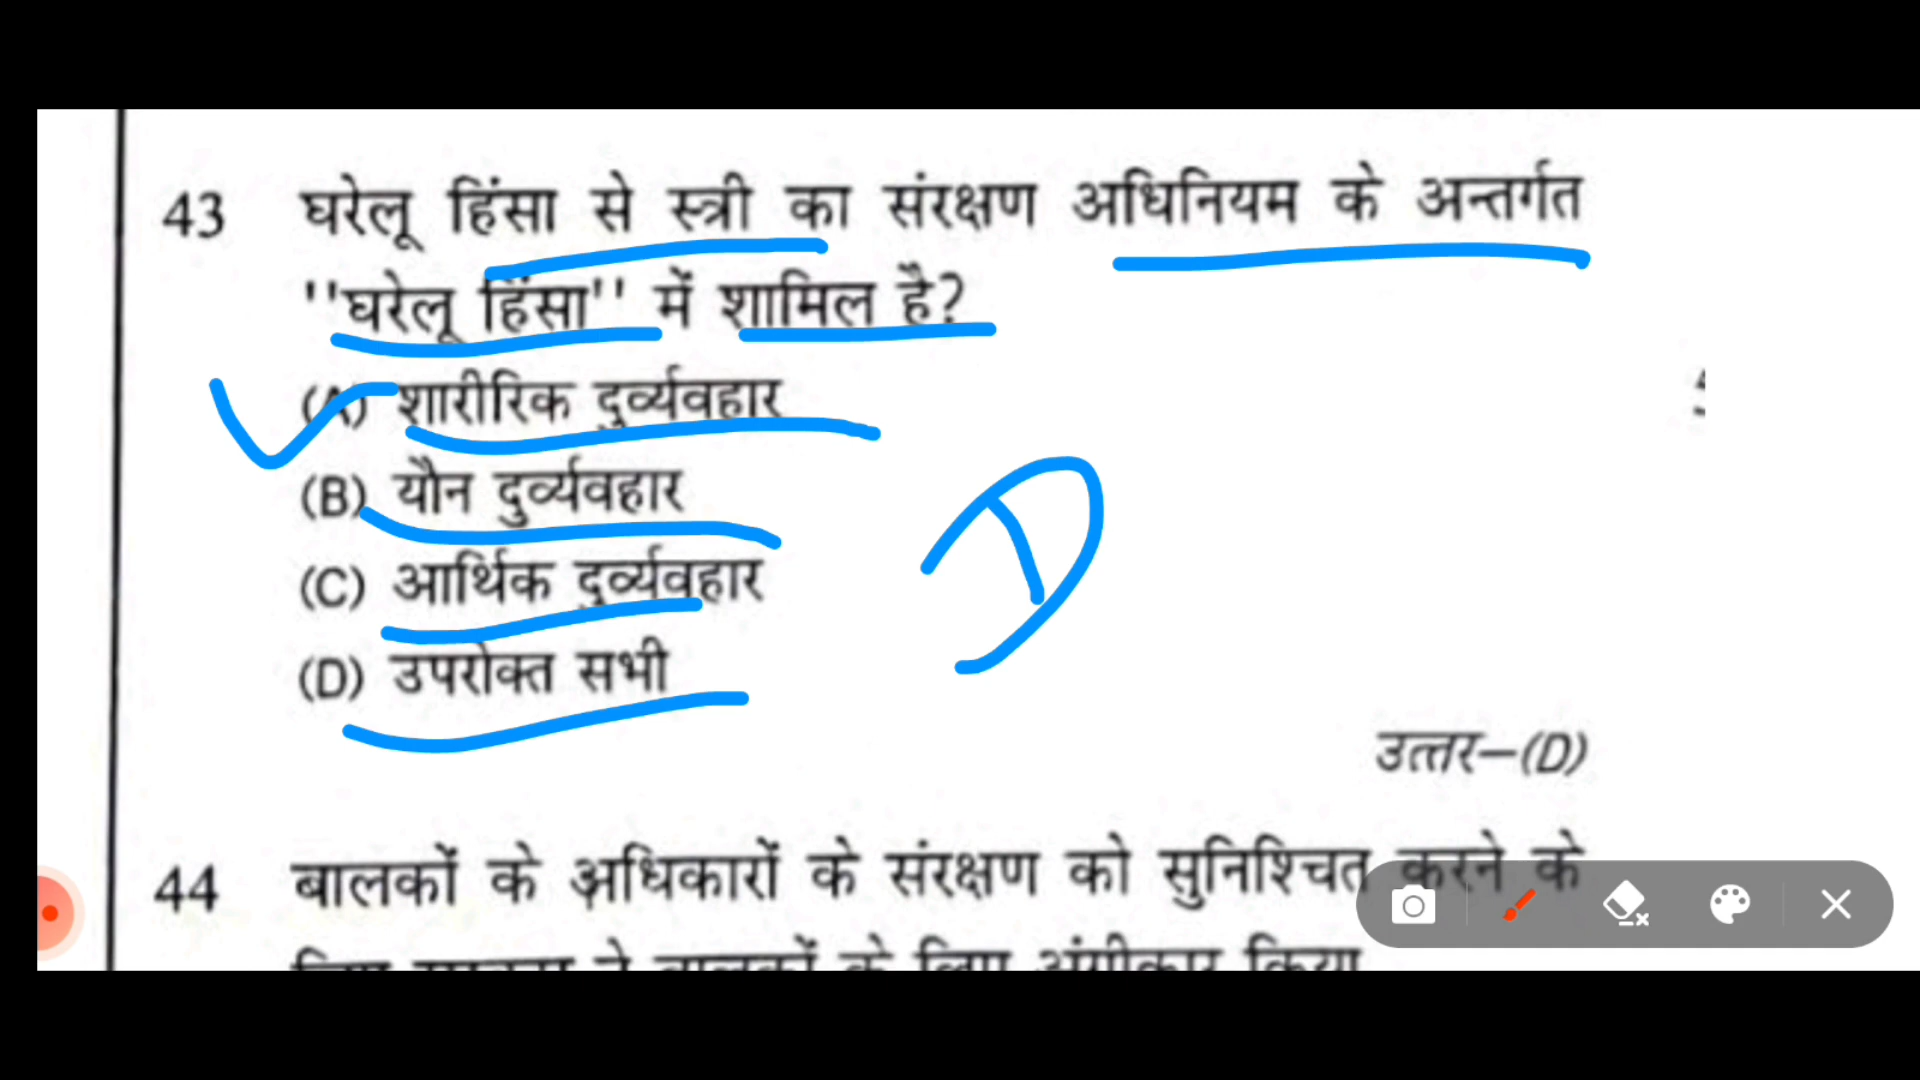 43 घरेलू हिंसा से स्त्री का संरक्षण अधिनियम के अन्तर्गत
''घरेलू हिंसा'' में शामिल है?
(A) शारीरिक दुर्व्यवहार
(B) यौन दुर्व्यवहार
(C) आर्थिक दुर्व्यवहार
(D) उपरोक्त सभी
D
उत्तर—(D)
44 बालकों के अधिकारों के संरक्षण को सुनिश्चित करने के
के लिए अंगीकार किया